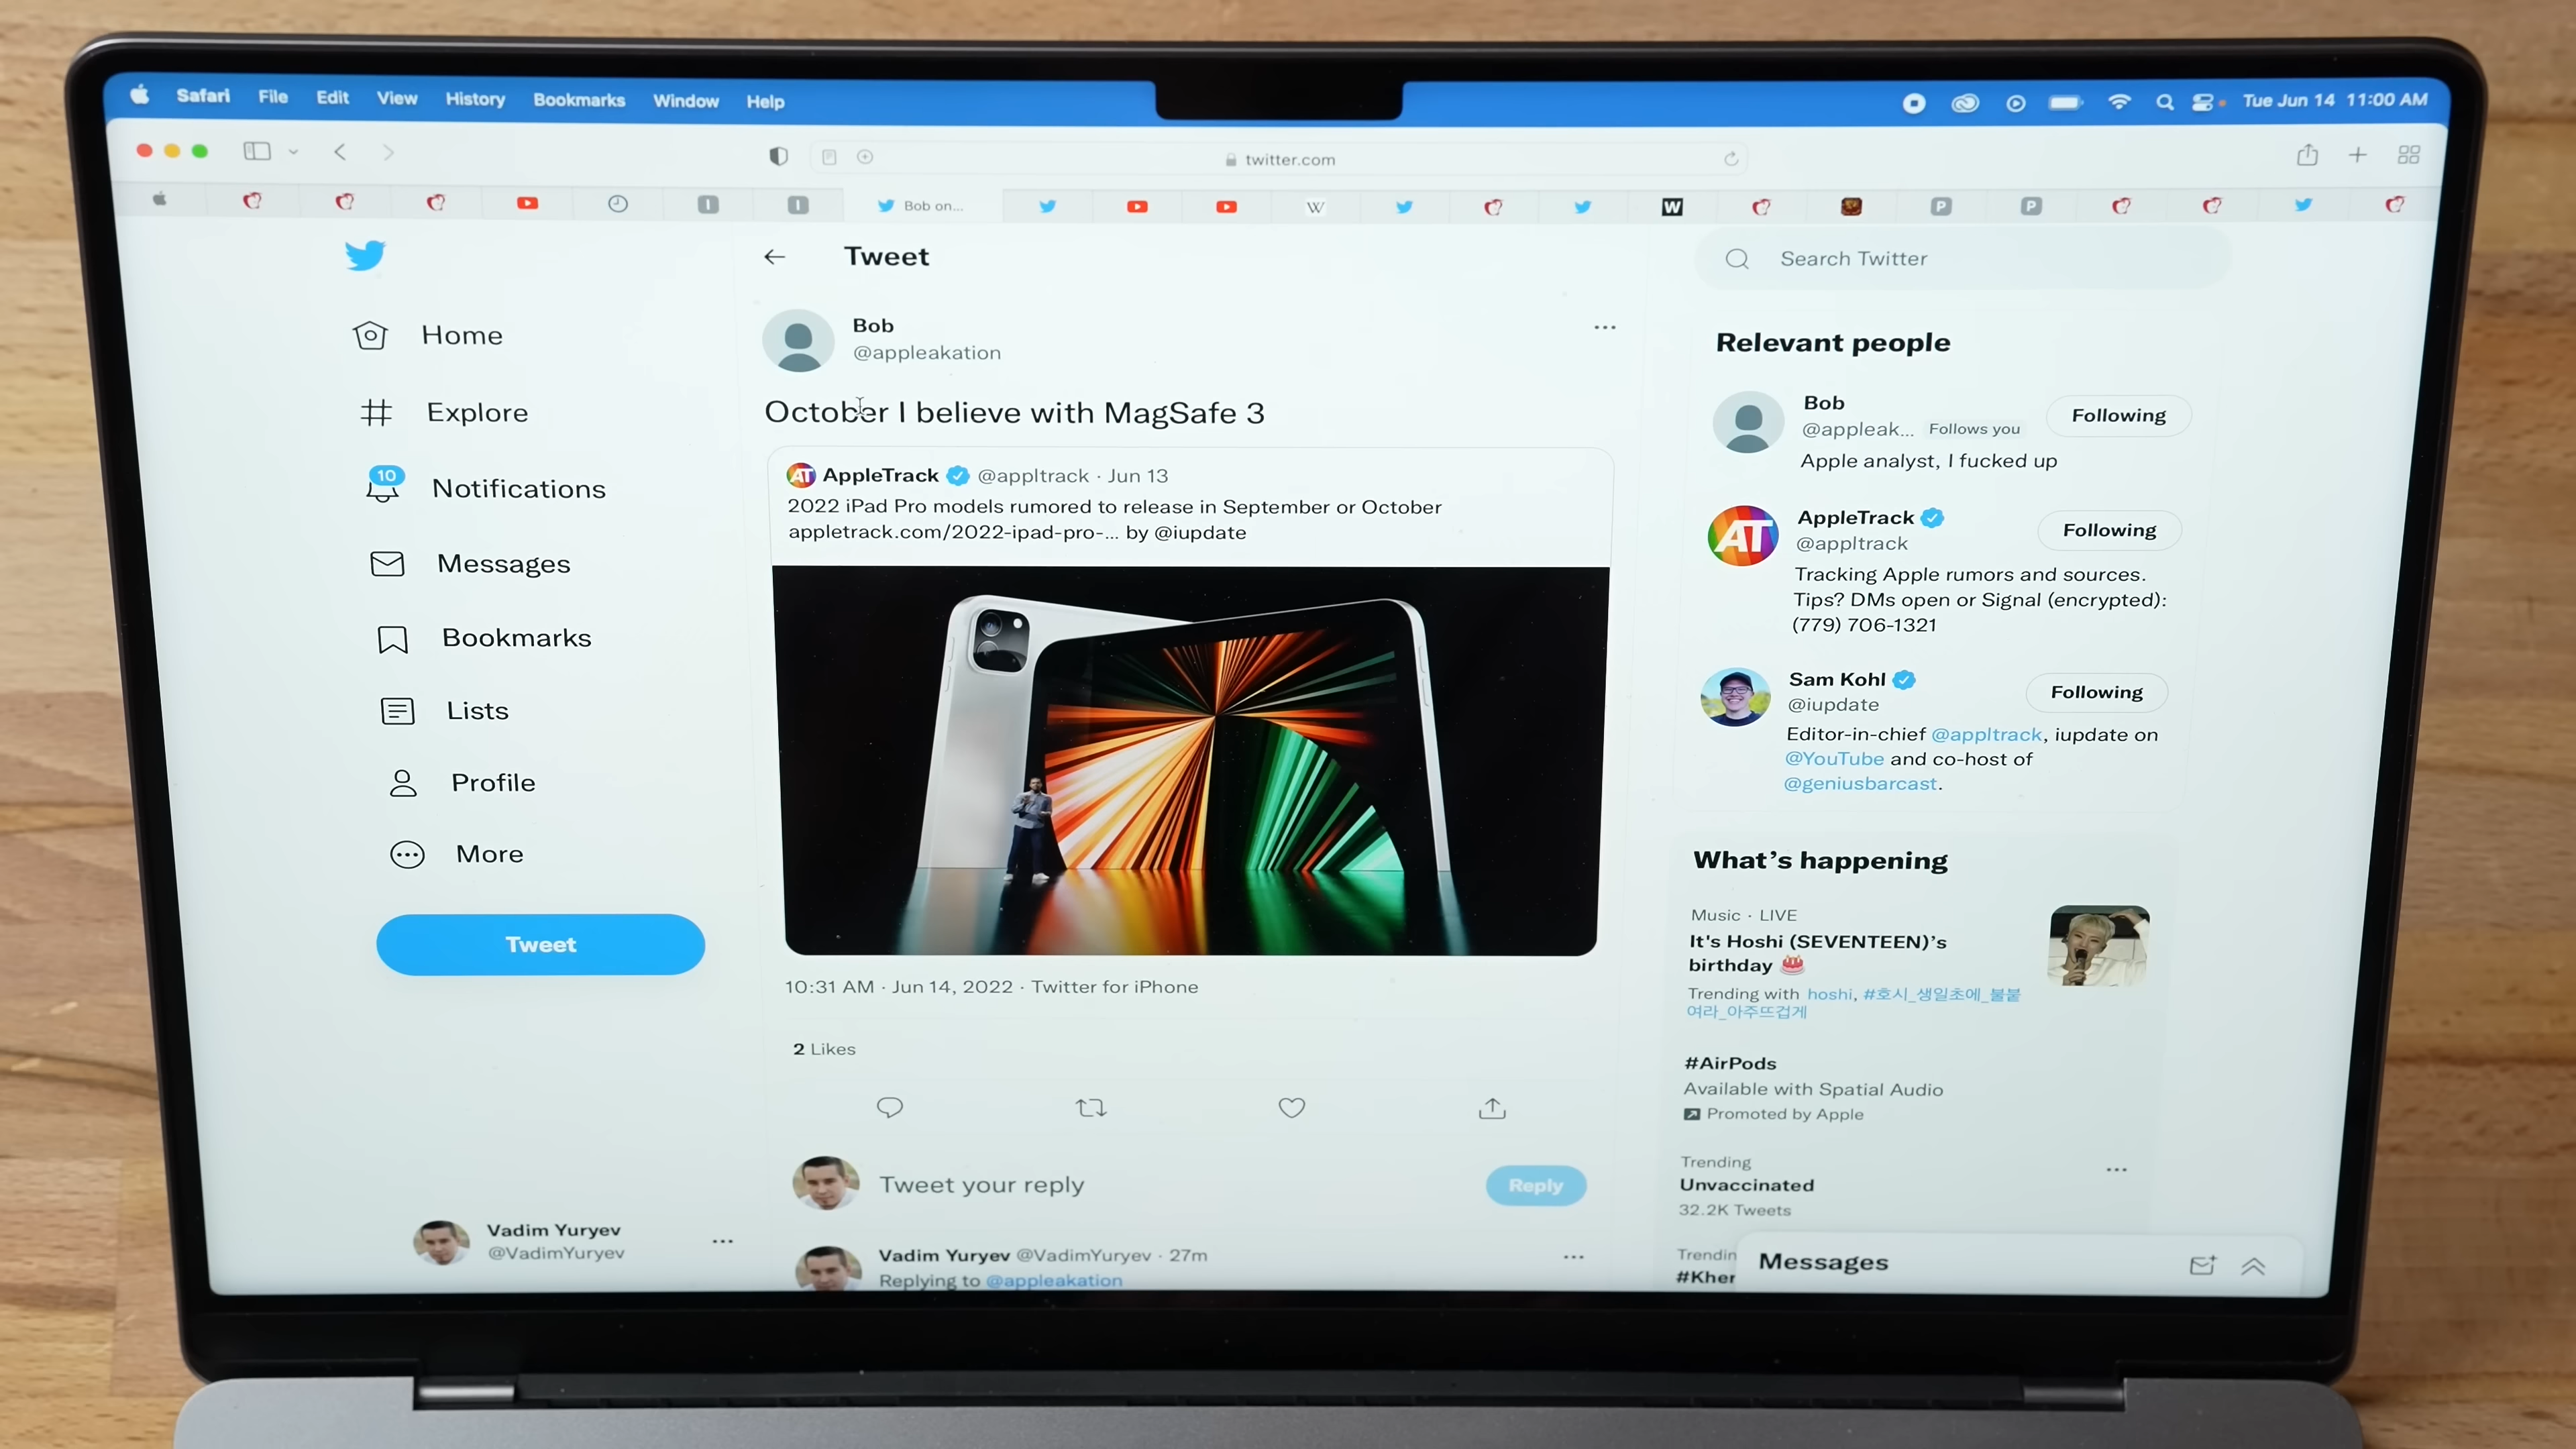 Safari File Edit View History Bookmarks Window Help
Tue Jun 14 11:00 AM
twitter.com
Bob on...
W
W
P
P
Tweet
Search Twitter
Home
Explore
10
Notifications
Messages
Bookmarks
Lists
Profile
More
Tweet
Vadim Yuryev
@VadimYuryev
Bob
@appleakation
October I believe with MagSafe 3
AT AppleTrack @appltrack · Jun 13
2022 iPad Pro models rumored to release in September or October
appletrack.com/2022-ipad-pro-... by @iupdate
10:31 AM · Jun 14, 2022 · Twitter for iPhone
2 Likes
Tweet your reply
Reply
Vadim Yuryev @VadimYuryev · 27m
Replying to @appleakation
Relevant people
Bob
@appleak... Follows you
Following
Apple analyst, I fucked up
AT
AppleTrack
@appltrack
Following
Tracking Apple rumors and sources.
Tips? DMs open or Signal (encrypted):
(779) 706-1321
Sam Kohl
@iupdate
Following
Editor-in-chief @appltrack, iupdate on
@YouTube and co-host of
@geniusbarcast.
What's happening
Music · LIVE
It's Hoshi (SEVENTEEN)'s
birthday
Trending with hoshi, #호시_생일초에_불붙
여라_아주뜨겁게
#AirPods
Available with Spatial Audio
Promoted by Apple
Trending
Unvaccinated
32.2K Tweets
Trendin
#Kher
Messages